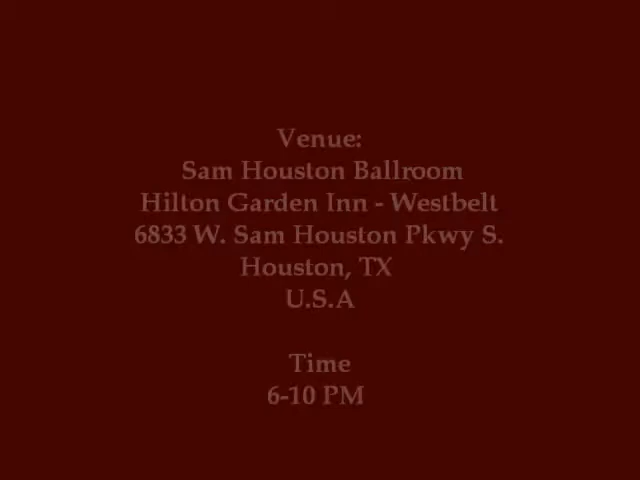 Venue:
Sam Houston Ballroom
Hilton Garden Inn - Westbelt
6833 W. Sam Houston Pkwy S.
Houston, TX
U.S.A
Time
6-10 PM